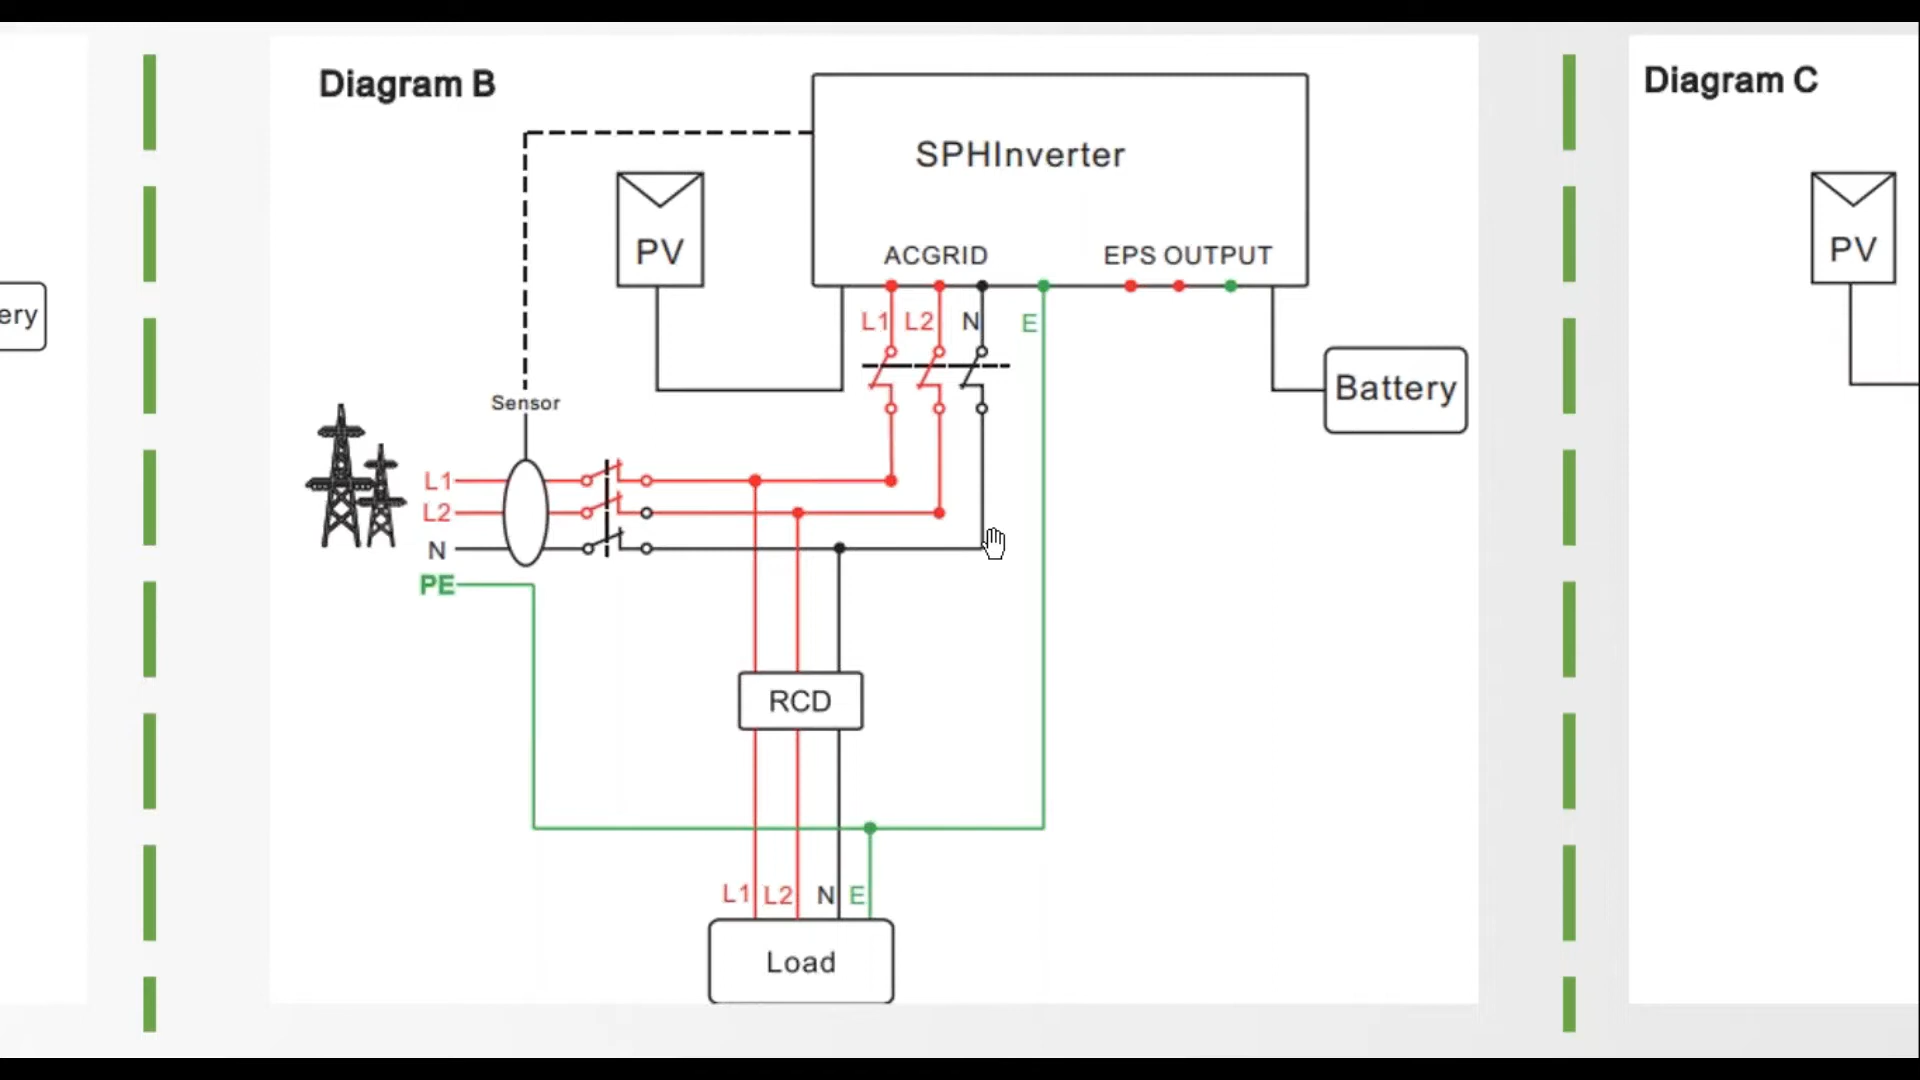 Diagram B
Diagram C
SPHInverter
PV
PV
ACGRID
EPS OUTPUT
L1
L2
N
E
ery
Battery
Sensor
L1
L2
N
PE
RCD
L1
L2
N
E
Load